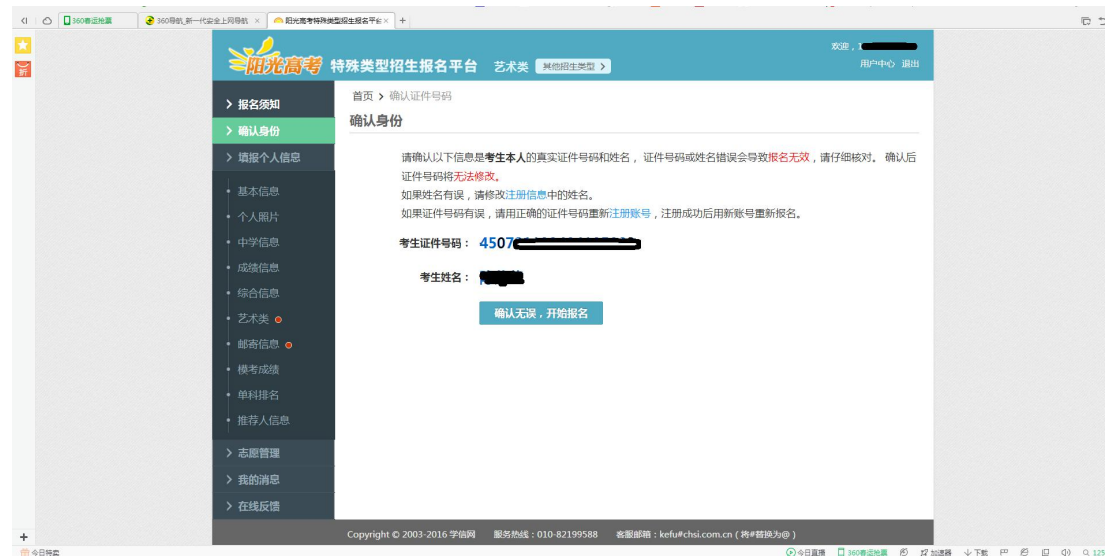 360春运抢票
360导航_新一代安全上网导航
阳光高考特殊类型招生报名平台
阳光高考
特殊类型招生报名平台
艺术类
其他招生类型
欢迎，
用户中心 退出
折
报名须知
确认身份
填报个人信息
基本信息
个人照片
中学信息
成绩信息
综合信息
艺术类
邮寄信息
模考成绩
单科排名
推荐人信息
志愿管理
我的消息
在线反馈
首页 > 确认证件号码
确认身份
请确认以下信息是考生本人的真实证件号码和姓名，证件号码或姓名错误会导致报名无效，请仔细核对。 确认后
证件号码将无法修改。
如果姓名有误，请修改注册信息中的姓名。
如果证件号码有误，请用正确的证件号码重新注册账号，注册成功后用新账号重新报名。
考生证件号码： 4507
考生姓名：
确认无误，开始报名
Copyright © 2003-2016 学信网 服务热线：010-82199588 客服邮箱：kefu#chsi.com.cn（将#替换为@）
今日特卖
今日直播 360春运抢票 加速器 下载